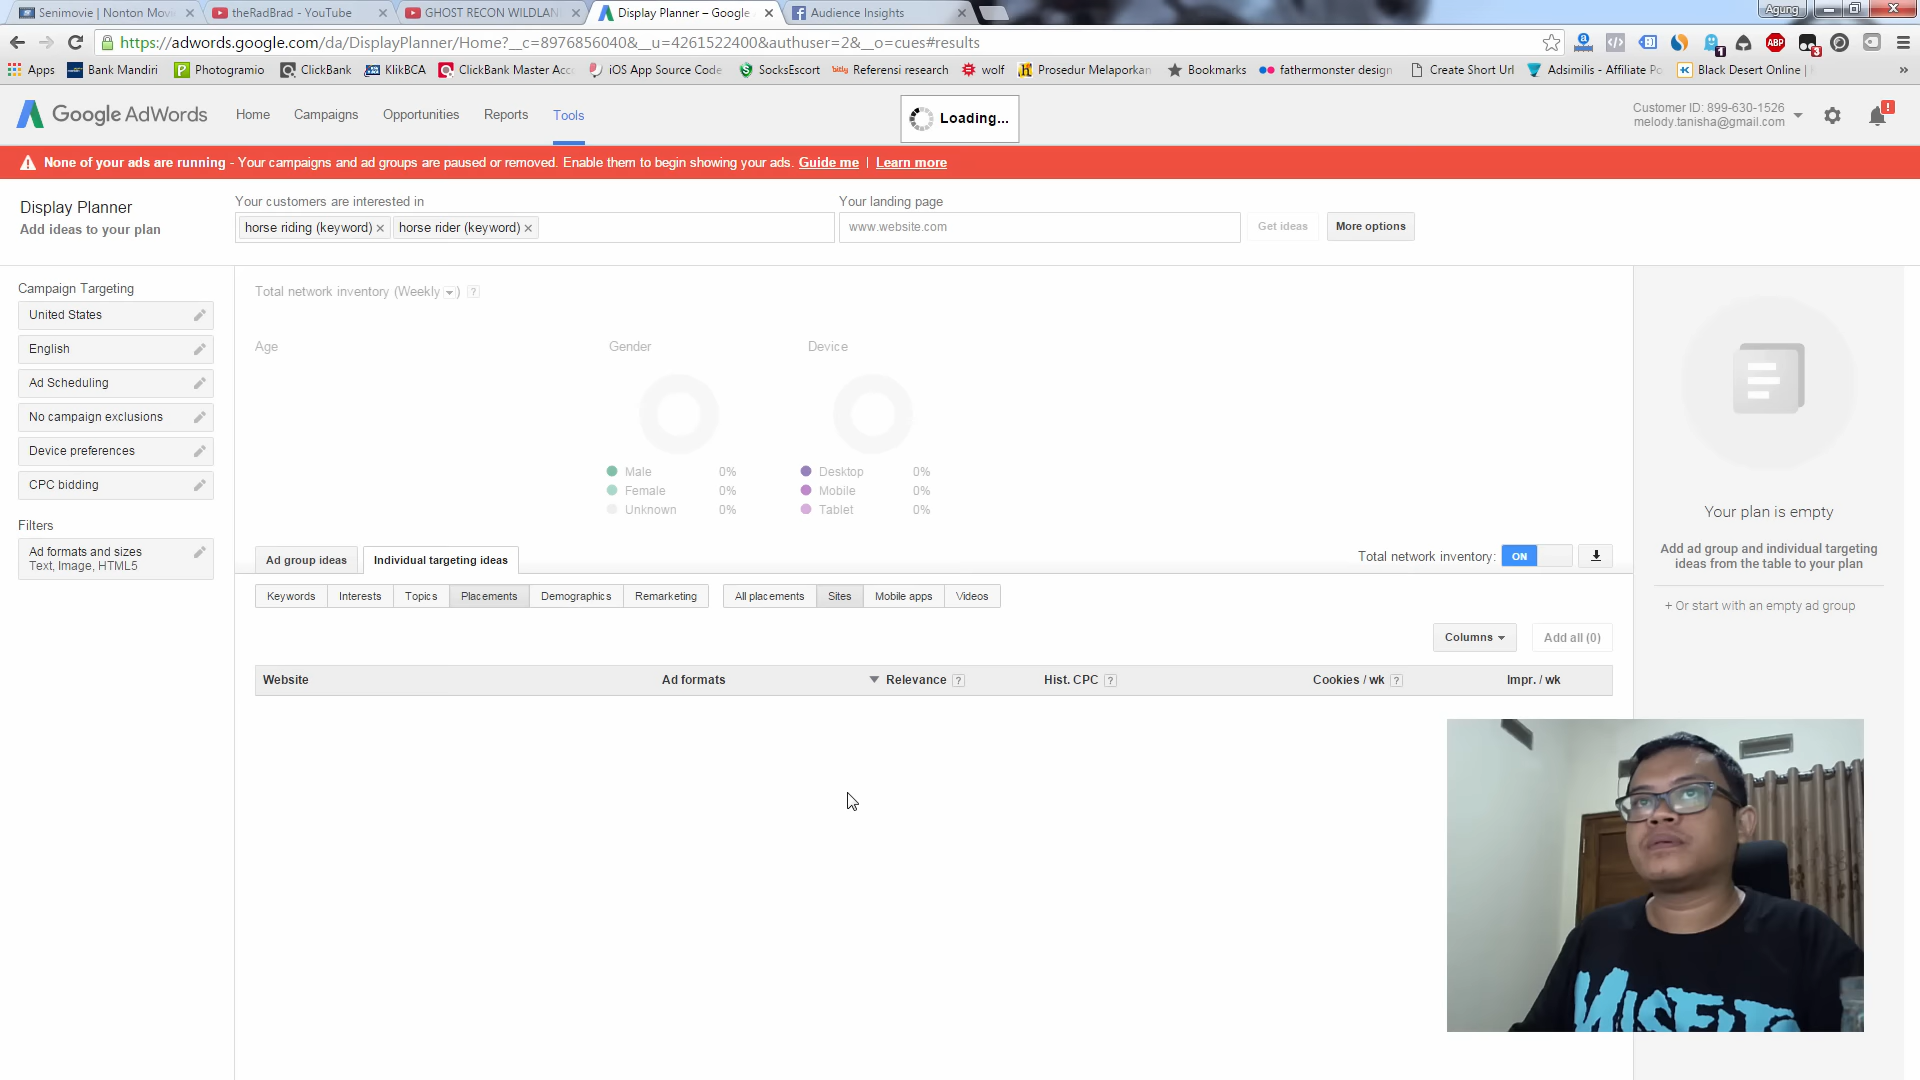 Senimovie | Nonton Movi
theRadBrad - YouTube
GHOST RECON WILDLAN
Display Planner – Google
Audience Insights
Agung
https://adwords.google.com/da/DisplayPlanner/Home?__c=8976856040&__u=4261522400&authuser=2&__o=cues#results
Apps
Bank Mandiri
Photogramio
ClickBank
KlikBCA
ClickBank Master Acc
iOS App Source Code
SocksEscort
Referensi research
wolf
Prosedur Melaporkan
Bookmarks
fathermonster design
Create Short Url
Adsimilis - Affiliate Po
Black Desert Online |
Google AdWords
Home
Campaigns
Opportunities
Reports
Tools
Loading...
Customer ID: 899-630-1526
melody.tanisha@gmail.com
None of your ads are running - Your campaigns and ad groups are paused or removed. Enable them to begin showing your ads. Guide me | Learn more
Display Planner
Add ideas to your plan
Your customers are interested in
horse riding (keyword)
horse rider (keyword)
Your landing page
www.website.com
Get ideas
More options
Campaign Targeting
United States
English
Ad Scheduling
No campaign exclusions
Device preferences
CPC bidding
Filters
Ad formats and sizes
Text, Image, HTML5
Total network inventory (Weekly ) ?
Age
Gender
Device
Male 0%
Female 0%
Unknown 0%
Desktop 0%
Mobile 0%
Tablet 0%
Ad group ideas
Individual targeting ideas
Total network inventory: ON
Keywords
Interests
Topics
Placements
Demographics
Remarketing
All placements
Sites
Mobile apps
Videos
Columns
Add all (0)
Website
Ad formats
Relevance ?
Hist. CPC ?
Cookies / wk ?
Impr. / wk
Your plan is empty
Add ad group and individual targeting
ideas from the table to your plan
+ Or start with an empty ad group
MISFITS